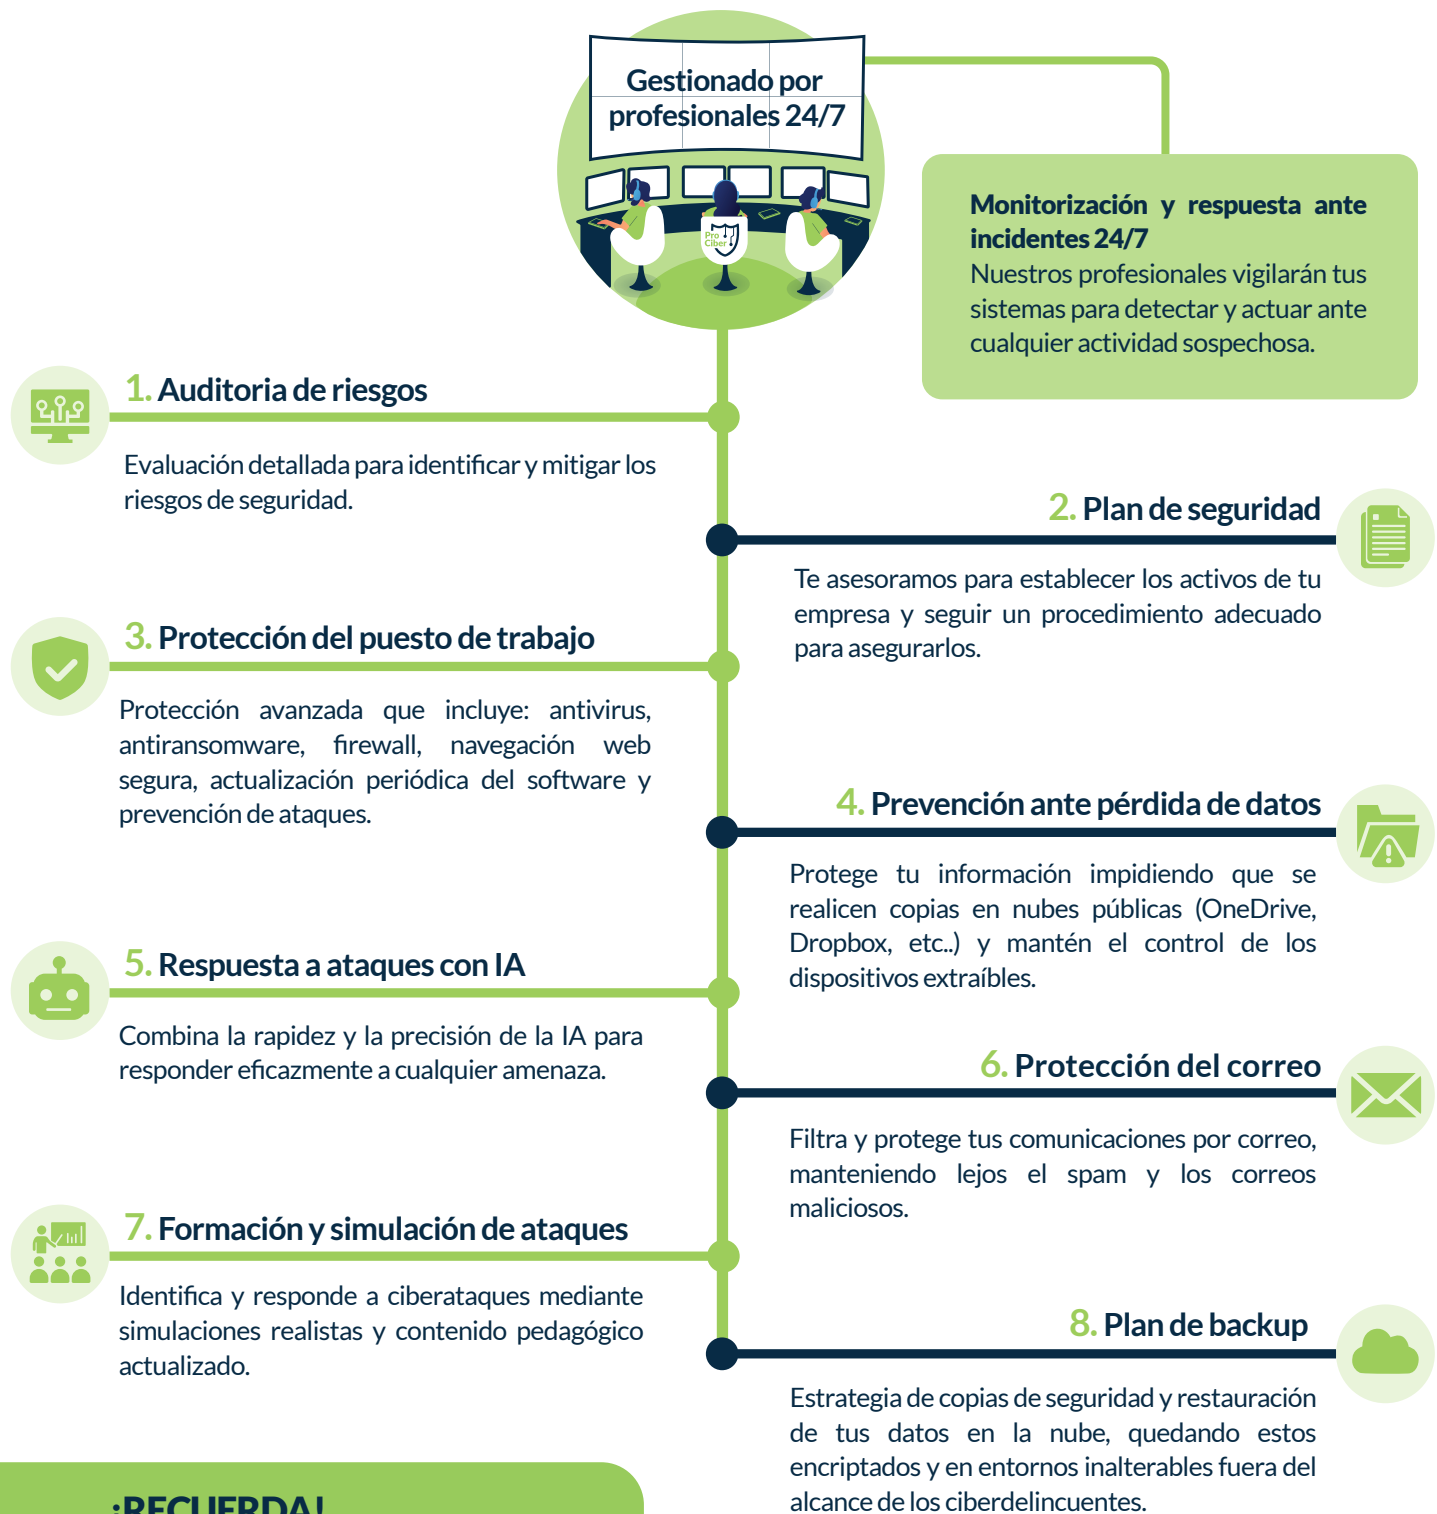 Gestionado por
profesionales 24/7
Pro
Ciber
Monitorización y respuesta ante
incidentes 24/7
Nuestros profesionales vigilarán tus
sistemas para detectar y actuar ante
cualquier actividad sospechosa.
1. Auditoria de riesgos
Evaluación detallada para identificar y mitigar los
riesgos de seguridad.
2. Plan de seguridad
Te asesoramos para establecer los activos de tu
empresa y seguir un procedimiento adecuado
para asegurarlos.
3. Protección del puesto de trabajo
Protección avanzada que incluye: antivirus,
antiransomware, firewall, navegación web
segura, actualización periódica del software y
prevención de ataques.
4. Prevención ante pérdida de datos
Protege tu información impidiendo que se
realicen copias en nubes públicas (OneDrive,
Dropbox, etc..) y mantén el control de los
dispositivos extraíbles.
5. Respuesta a ataques con IA
Combina la rapidez y la precisión de la IA para
responder eficazmente a cualquier amenaza.
6. Protección del correo
Filtra y protege tus comunicaciones por correo,
manteniendo lejos el spam y los correos
maliciosos.
7. Formación y simulación de ataques
Identifica y responde a ciberataques mediante
simulaciones realistas y contenido pedagógico
actualizado.
8. Plan de backup
Estrategia de copias de seguridad y restauración
de tus datos en la nube, quedando estos
encriptados y en entornos inalterables fuera del
alcance de los ciberdelincuentes.
¡RECUERDA!